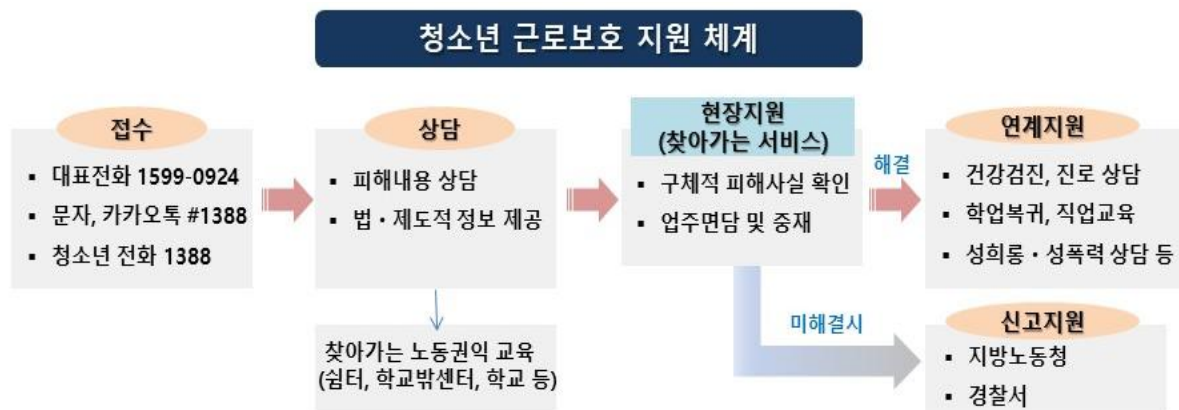 청소년 근로보호 지원 체계
접수
▪ 대표전화 1599-0924
▪ 문자, 카카오톡 #1388
▪ 청소년 전화 1388
상담
▪ 피해내용 상담
▪ 법·제도적 정보 제공
찾아가는 노동권익 교육
(쉼터, 학교밖센터, 학교 등)
현장지원
(찾아가는 서비스)
▪ 구체적 피해사실 확인
▪ 업주면담 및 중재
해결
연계지원
▪ 건강검진, 진로 상담
▪ 학업복귀, 직업교육
▪ 성희롱·성폭력 상담 등
미해결시
신고지원
▪ 지방노동청
▪ 경찰서